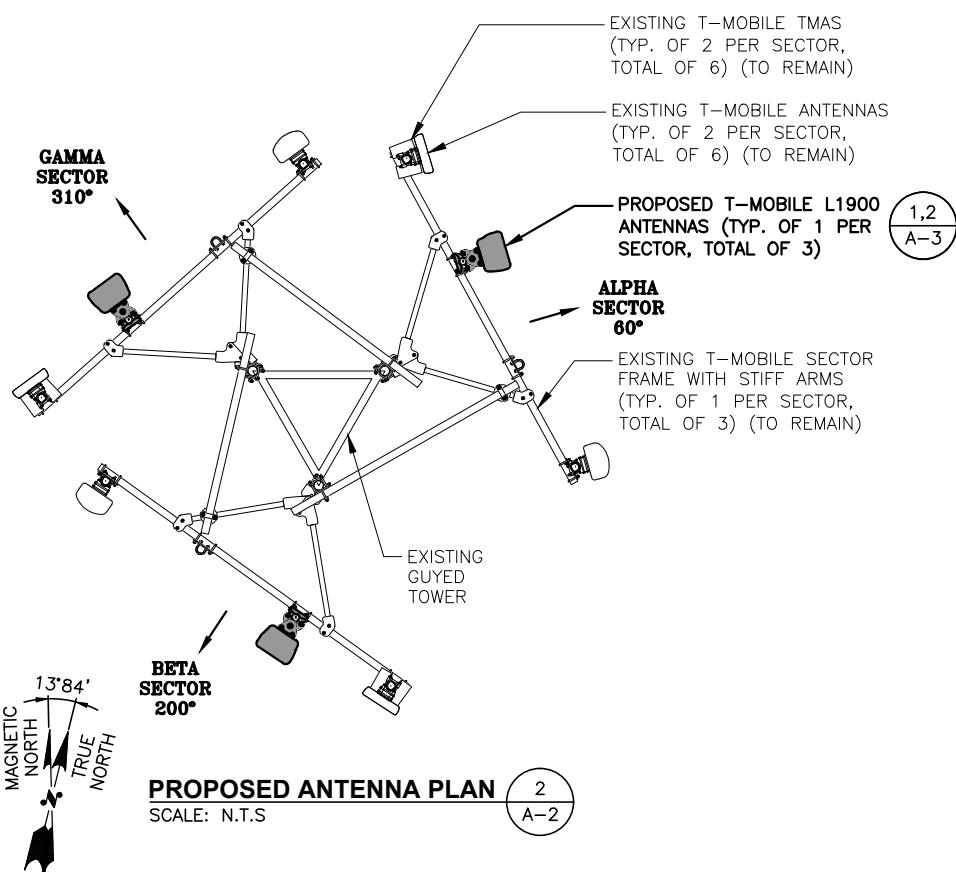 EXISTING T-MOBILE TMAS
(TYP. OF 2 PER SECTOR,
TOTAL OF 6) (TO REMAIN)
EXISTING T-MOBILE ANTENNAS
(TYP. OF 2 PER SECTOR,
TOTAL OF 6) (TO REMAIN)
GAMMA
SECTOR
310°
PROPOSED T-MOBILE L1900
ANTENNAS (TYP. OF 1 PER
SECTOR, TOTAL OF 3)
1,2
A-3
ALPHA
SECTOR
60°
EXISTING T-MOBILE SECTOR
FRAME WITH STIFF ARMS
(TYP. OF 1 PER SECTOR,
TOTAL OF 3) (TO REMAIN)
EXISTING
GUYED
TOWER
BETA
SECTOR
200°
13°84'
MAGNETIC
NORTH
TRUE
NORTH
N
PROPOSED ANTENNA PLAN
SCALE: N.T.S
2
A-2